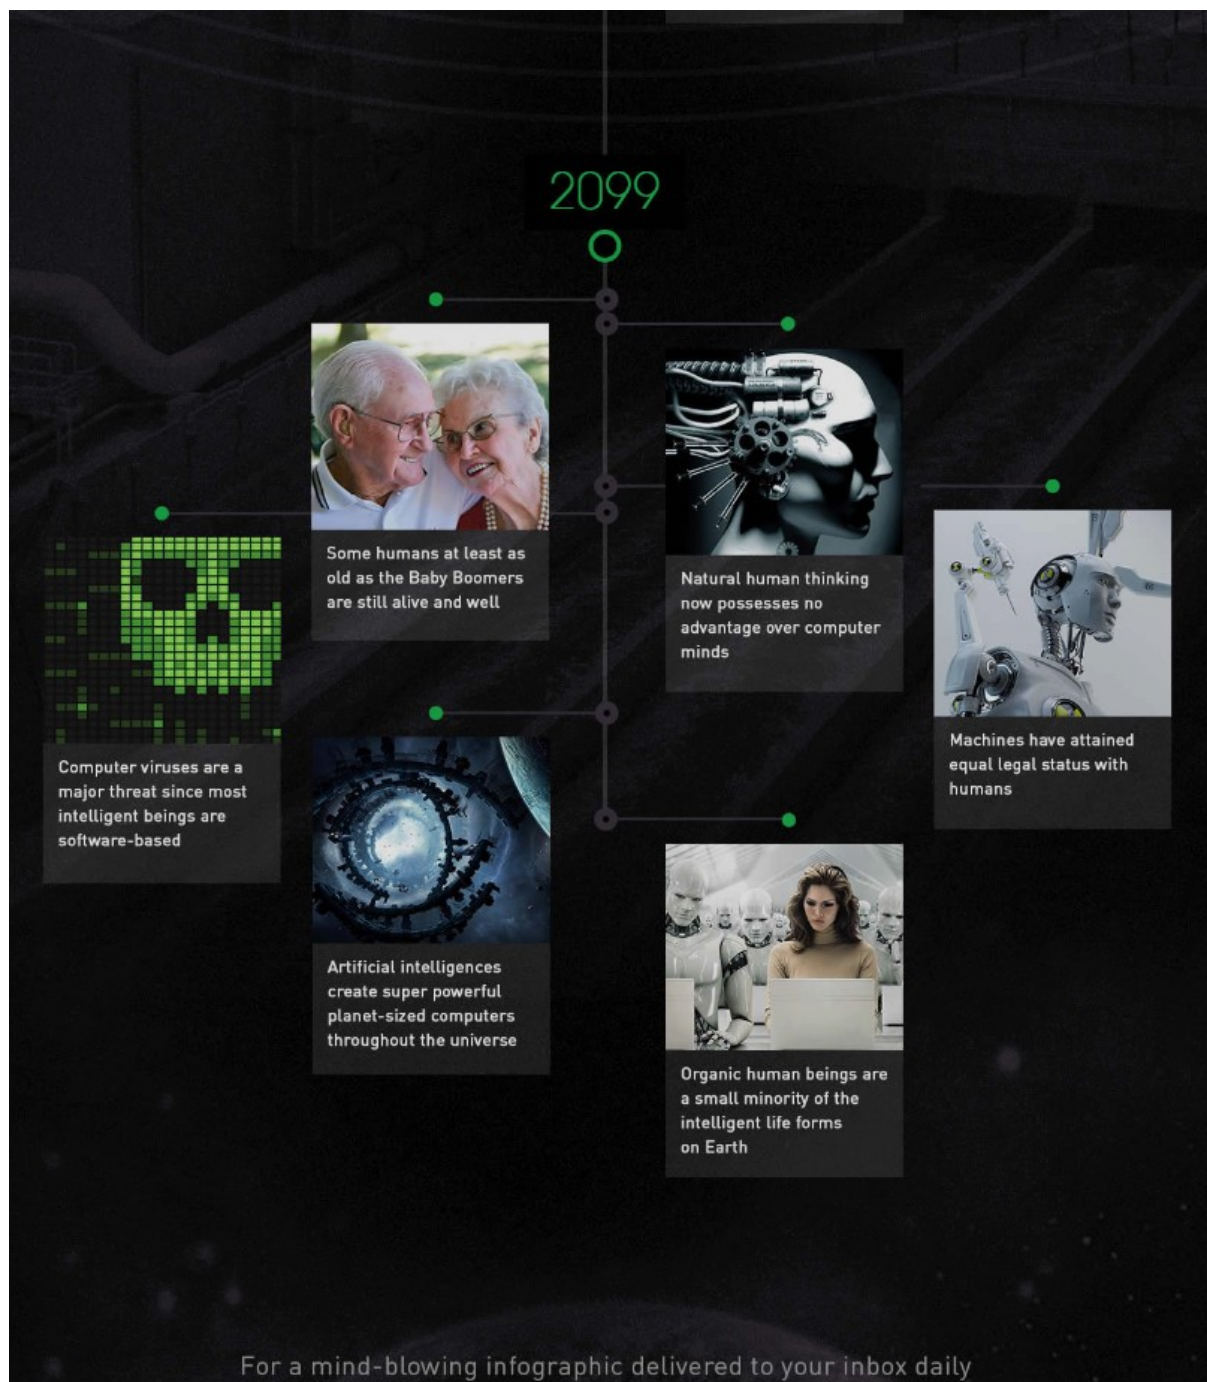 2099
Some humans at least as
old as the Baby Boomers
are still alive and well
Natural human thinking
now possesses no
advantage over computer
minds
Machines have attained
equal legal status with
humans
Computer viruses are a
major threat since most
intelligent beings are
software-based
Artificial intelligences
create super powerful
planet-sized computers
throughout the universe
Organic human beings are
a small minority of the
intelligent life forms
on Earth
For a mind-blowing infographic delivered to your inbox daily